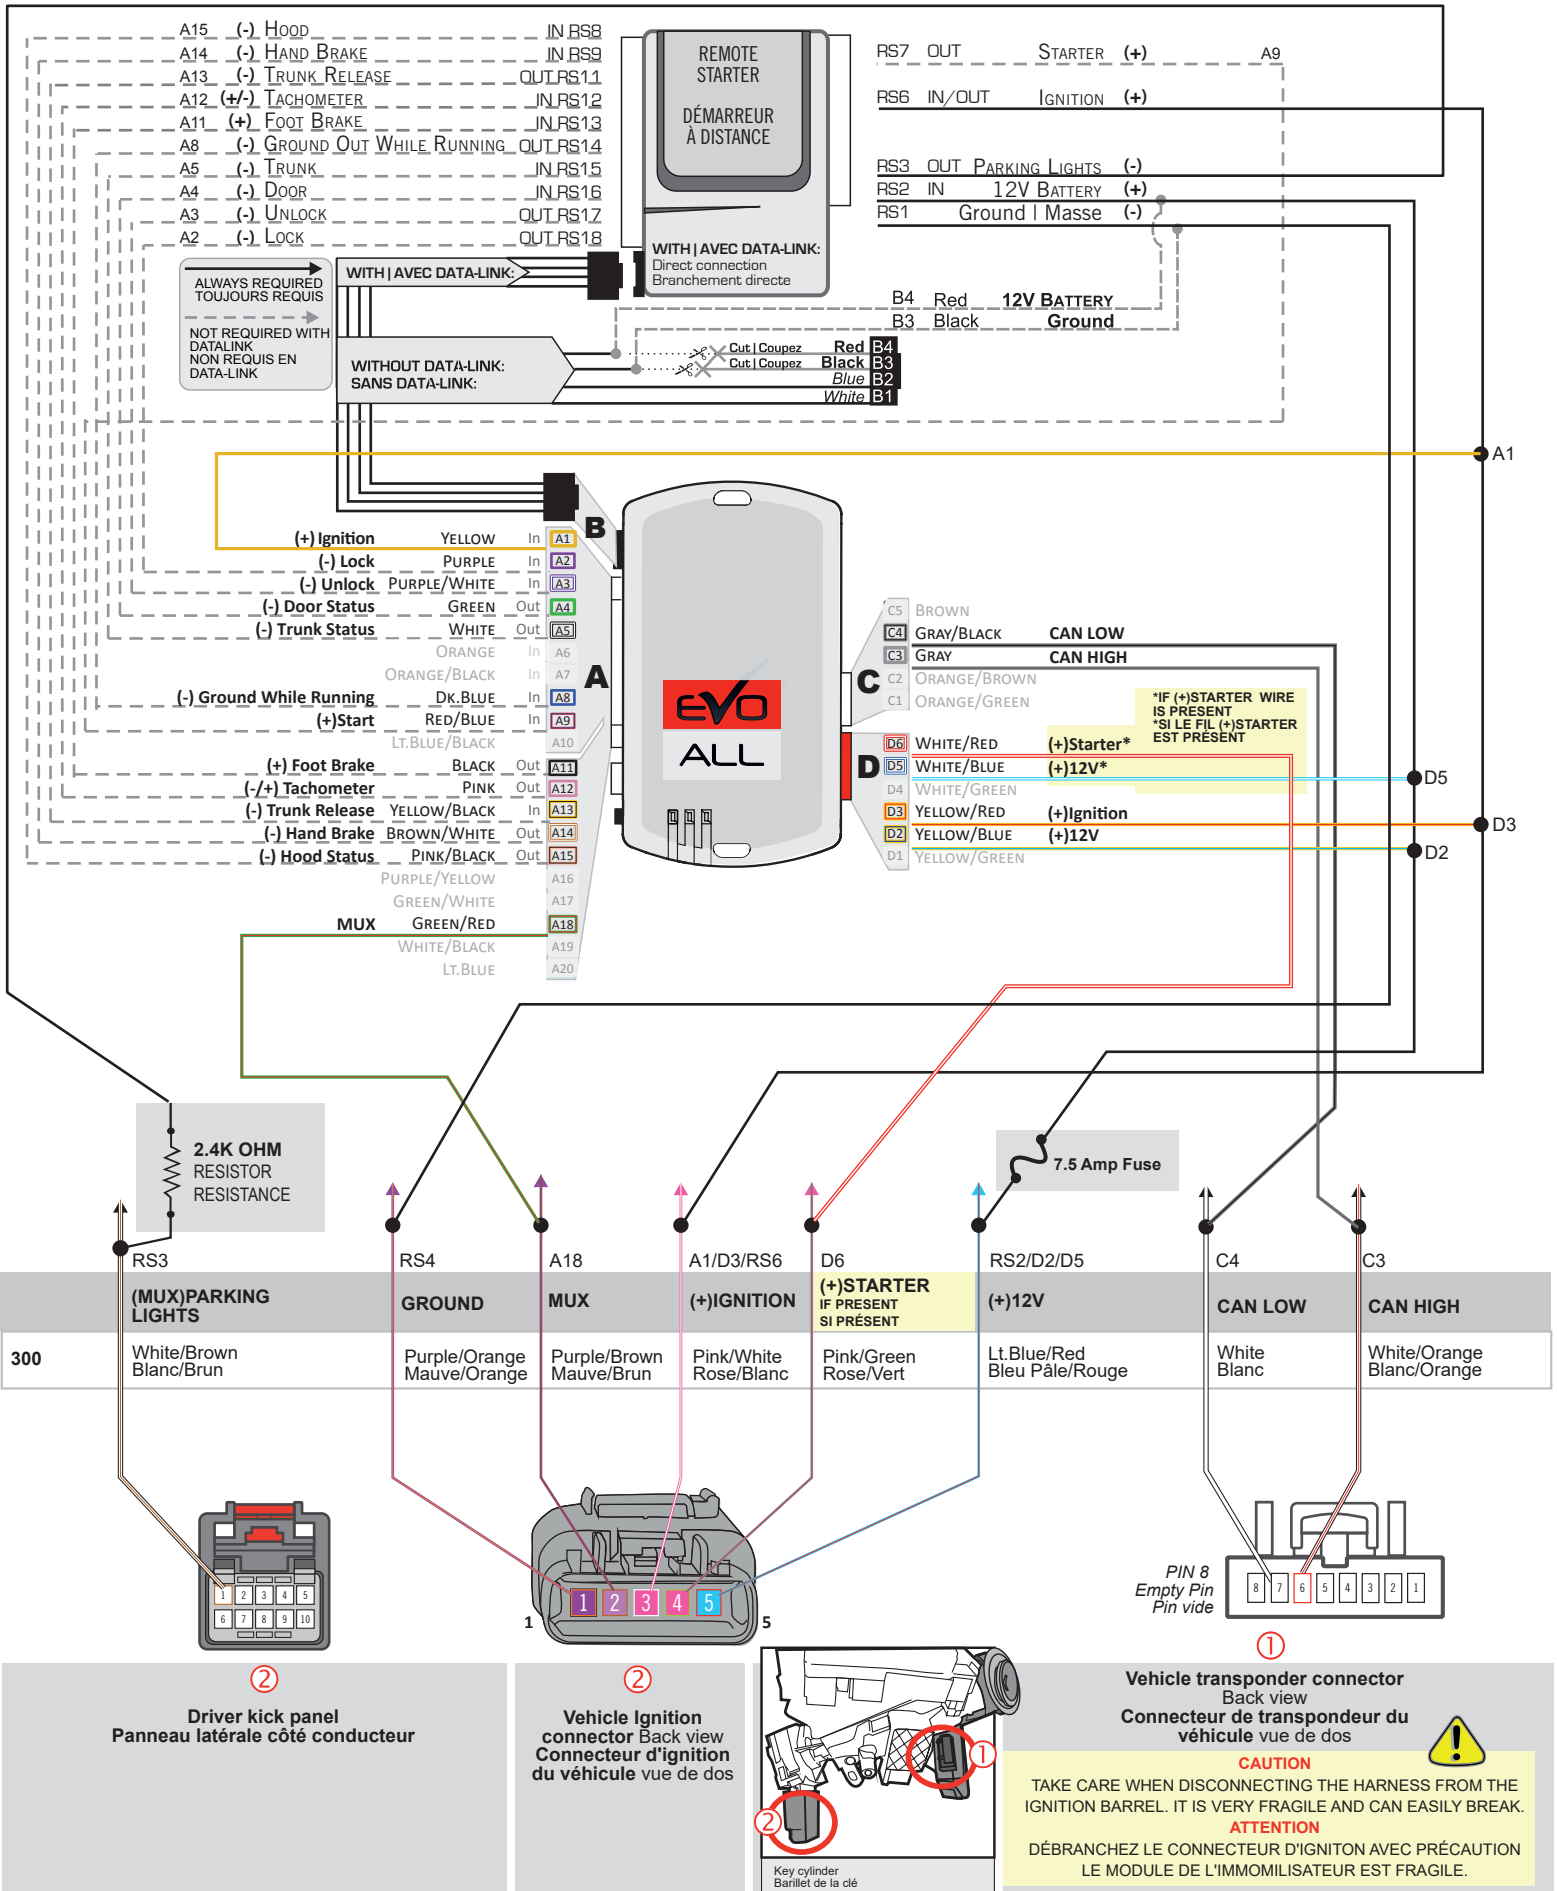 A15 (-) HOOD IN RS8
A14 (-) HAND BRAKE IN RS9
A13 (-) TRUNK RELEASE OUT RS11
A12 (+/-) TACHOMETER IN RS12
A11 (+) FOOT BRAKE IN RS13
A8 (-) GROUND OUT WHILE RUNNING OUT RS14
A5 (-) TRUNK IN RS15
A4 (-) DOOR IN RS16
A3 (-) UNLOCK OUT RS17
A2 (-) LOCK OUT RS18
REMOTE
STARTER
DÉMARREUR
À DISTANCE
WITH | AVEC DATA-LINK:
Direct connection
Branchement directe
RS7 OUT STARTER (+) A9
RS6 IN/OUT IGNITION (+)
RS3 OUT PARKING LIGHTS (-)
RS2 IN 12V BATTERY (+)
RS1 Ground | Masse (-)
ALWAYS REQUIRED
TOUJOURS REQUIS
NOT REQUIRED WITH
DATALINK
NON REQUIS EN
DATA-LINK
WITH | AVEC DATA-LINK:
WITHOUT DATA-LINK:
SANS DATA-LINK:
B4 Red 12V BATTERY
B3 Black Ground
Cut | Coupez Red B4
Cut | Coupez Black B3
Blue B2
White B1
A1
B
(+) Ignition YELLOW In A1
(-) Lock PURPLE In A2
(-) Unlock PURPLE/WHITE In A3
(-) Door Status GREEN Out A4
(-) Trunk Status WHITE Out A5
ORANGE In A6
ORANGE/BLACK In A7
(-) Ground While Running DK.BLUE In A8
(+)Start RED/BLUE In A9
LT.BLUE/BLACK A10
(+) Foot Brake BLACK Out A11
(-/+) Tachometer PINK Out A12
(-) Trunk Release YELLOW/BLACK In A13
(-) Hand Brake BROWN/WHITE Out A14
(-) Hood Status PINK/BLACK Out A15
PURPLE/YELLOW A16
GREEN/WHITE A17
MUX GREEN/RED A18
WHITE/BLACK A19
LT.BLUE A20
A
EVO
ALL
C
C5 BROWN
C4 GRAY/BLACK CAN LOW
C3 GRAY CAN HIGH
C2 ORANGE/BROWN
C1 ORANGE/GREEN
*IF (+)STARTER WIRE
IS PRESENT
*SI LE FIL (+)STARTER
EST PRÉSENT
D
D6 WHITE/RED (+)Starter*
D5 WHITE/BLUE (+)12V*
D4 WHITE/GREEN
D3 YELLOW/RED (+)Ignition
D2 YELLOW/BLUE (+)12V
D1 YELLOW/GREEN
D5
D3
D2
2.4K OHM
RESISTOR
RESISTANCE
7.5 Amp Fuse
RS3 RS4 A18 A1/D3/RS6 D6 RS2/D2/D5 C4 C3
(MUX)PARKING
LIGHTS
GROUND
MUX
(+)IGNITION
(+)STARTER
IF PRESENT
SI PRÉSENT
(+)12V
CAN LOW
CAN HIGH
300
White/Brown
Blanc/Brun
Purple/Orange
Mauve/Orange
Purple/Brown
Mauve/Brun
Pink/White
Rose/Blanc
Pink/Green
Rose/Vert
Lt.Blue/Red
Bleu Pâle/Rouge
White
Blanc
White/Orange
Blanc/Orange
1 2 3 4 5
6 7 8 9 10
1 2 3 4 5
1 5
PIN 8
Empty Pin
Pin vide
8 7 6 5 4 3 2 1
2
Driver kick panel
Panneau latérale côté conducteur
2
Vehicle Ignition
connector Back view
Connecteur d'ignition
du véhicule vue de dos
1
2
Key cylinder
Barillet de la clé
1
Vehicle transponder connector
Back view
Connecteur de transpondeur du
véhicule vue de dos
CAUTION
TAKE CARE WHEN DISCONNECTING THE HARNESS FROM THE
IGNITION BARREL. IT IS VERY FRAGILE AND CAN EASILY BREAK.
ATTENTION
DÉBRANCHEZ LE CONNECTEUR D'IGNITON AVEC PRÉCAUTION
LE MODULE DE L'IMMOMILISATEUR EST FRAGILE.